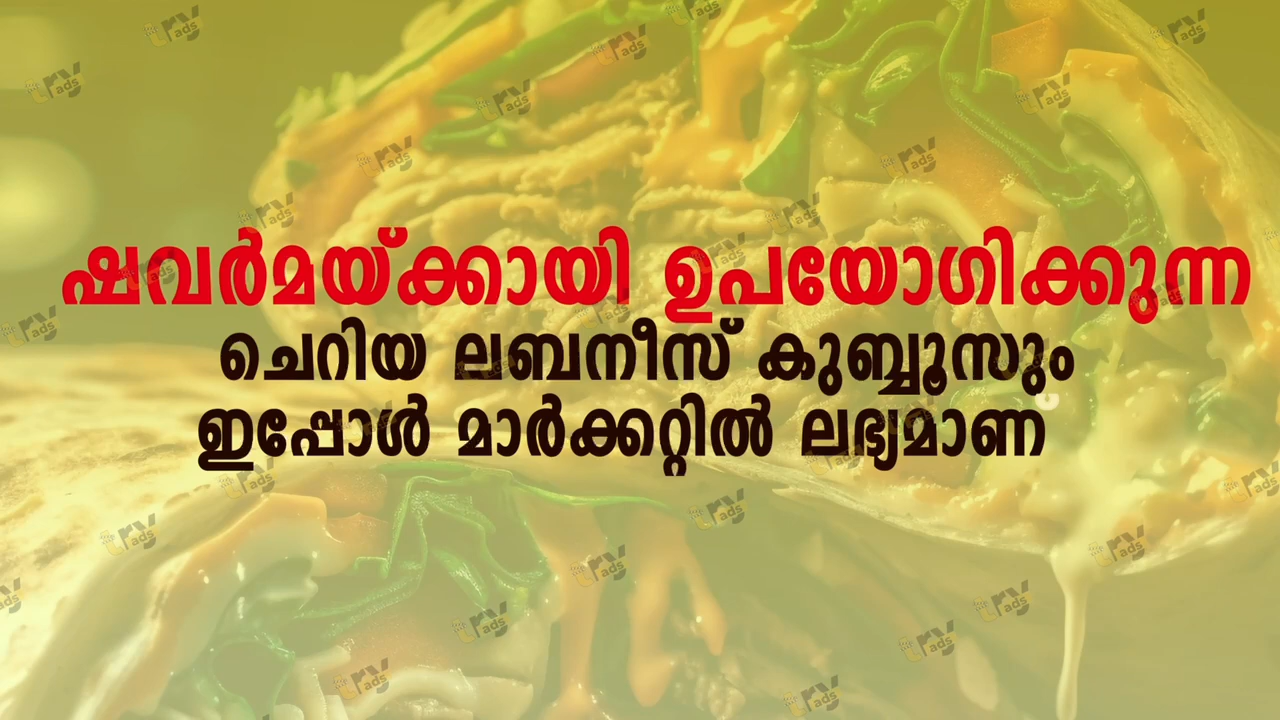 ഷവർമയ്ക്കായി ഉപയോഗിക്കുന്ന
ചെറിയ ലബനീസ് കുബ്ബൂസും
ഇപ്പോൾ മാർക്കറ്റിൽ ലഭ്യമാണ